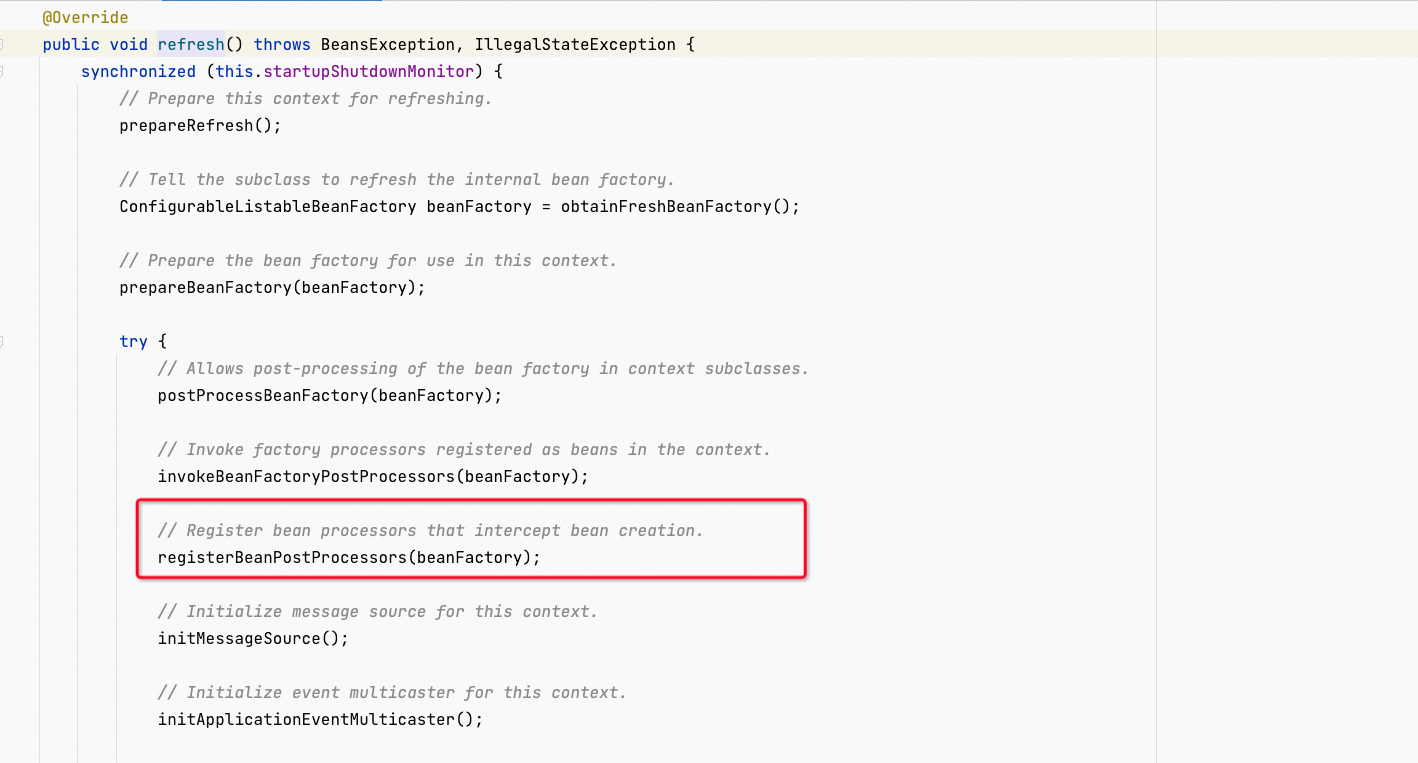 @Override
public void refresh() throws BeansException, IllegalStateException {
synchronized (this.startupShutdownMonitor) {
// Prepare this context for refreshing.
prepareRefresh();
// Tell the subclass to refresh the internal bean factory.
ConfigurableListableBeanFactory beanFactory = obtainFreshBeanFactory();
// Prepare the bean factory for use in this context.
prepareBeanFactory(beanFactory);
try {
// Allows post-processing of the bean factory in context subclasses.
postProcessBeanFactory(beanFactory);
// Invoke factory processors registered as beans in the context.
invokeBeanFactoryPostProcessors(beanFactory);
// Register bean processors that intercept bean creation.
registerBeanPostProcessors(beanFactory);
// Initialize message source for this context.
initMessageSource();
// Initialize event multicaster for this context.
initApplicationEventMulticaster();